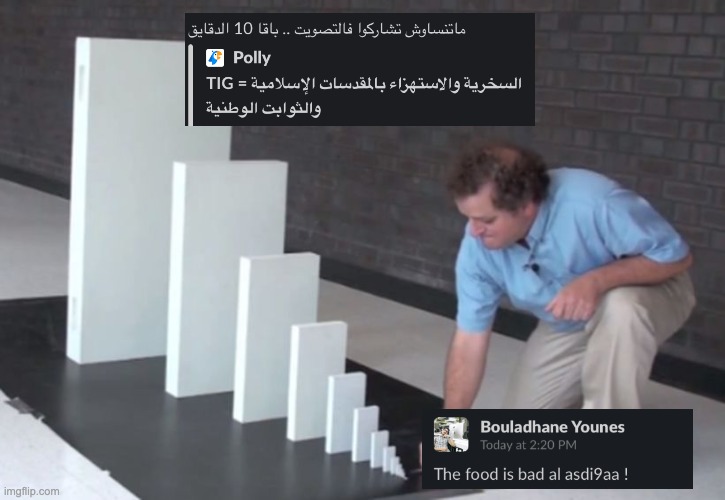 ماتنساوش تشاركوا فالتصويت .. باقا 10 الدقايق
Polly
السخرية والاستهزاء بالمقدسات الإسلامية = TIG
والثوابت الوطنية
Bouladhane Younes
Today at 2:20 PM
The food is bad al asdi9aa !
imgflip.com